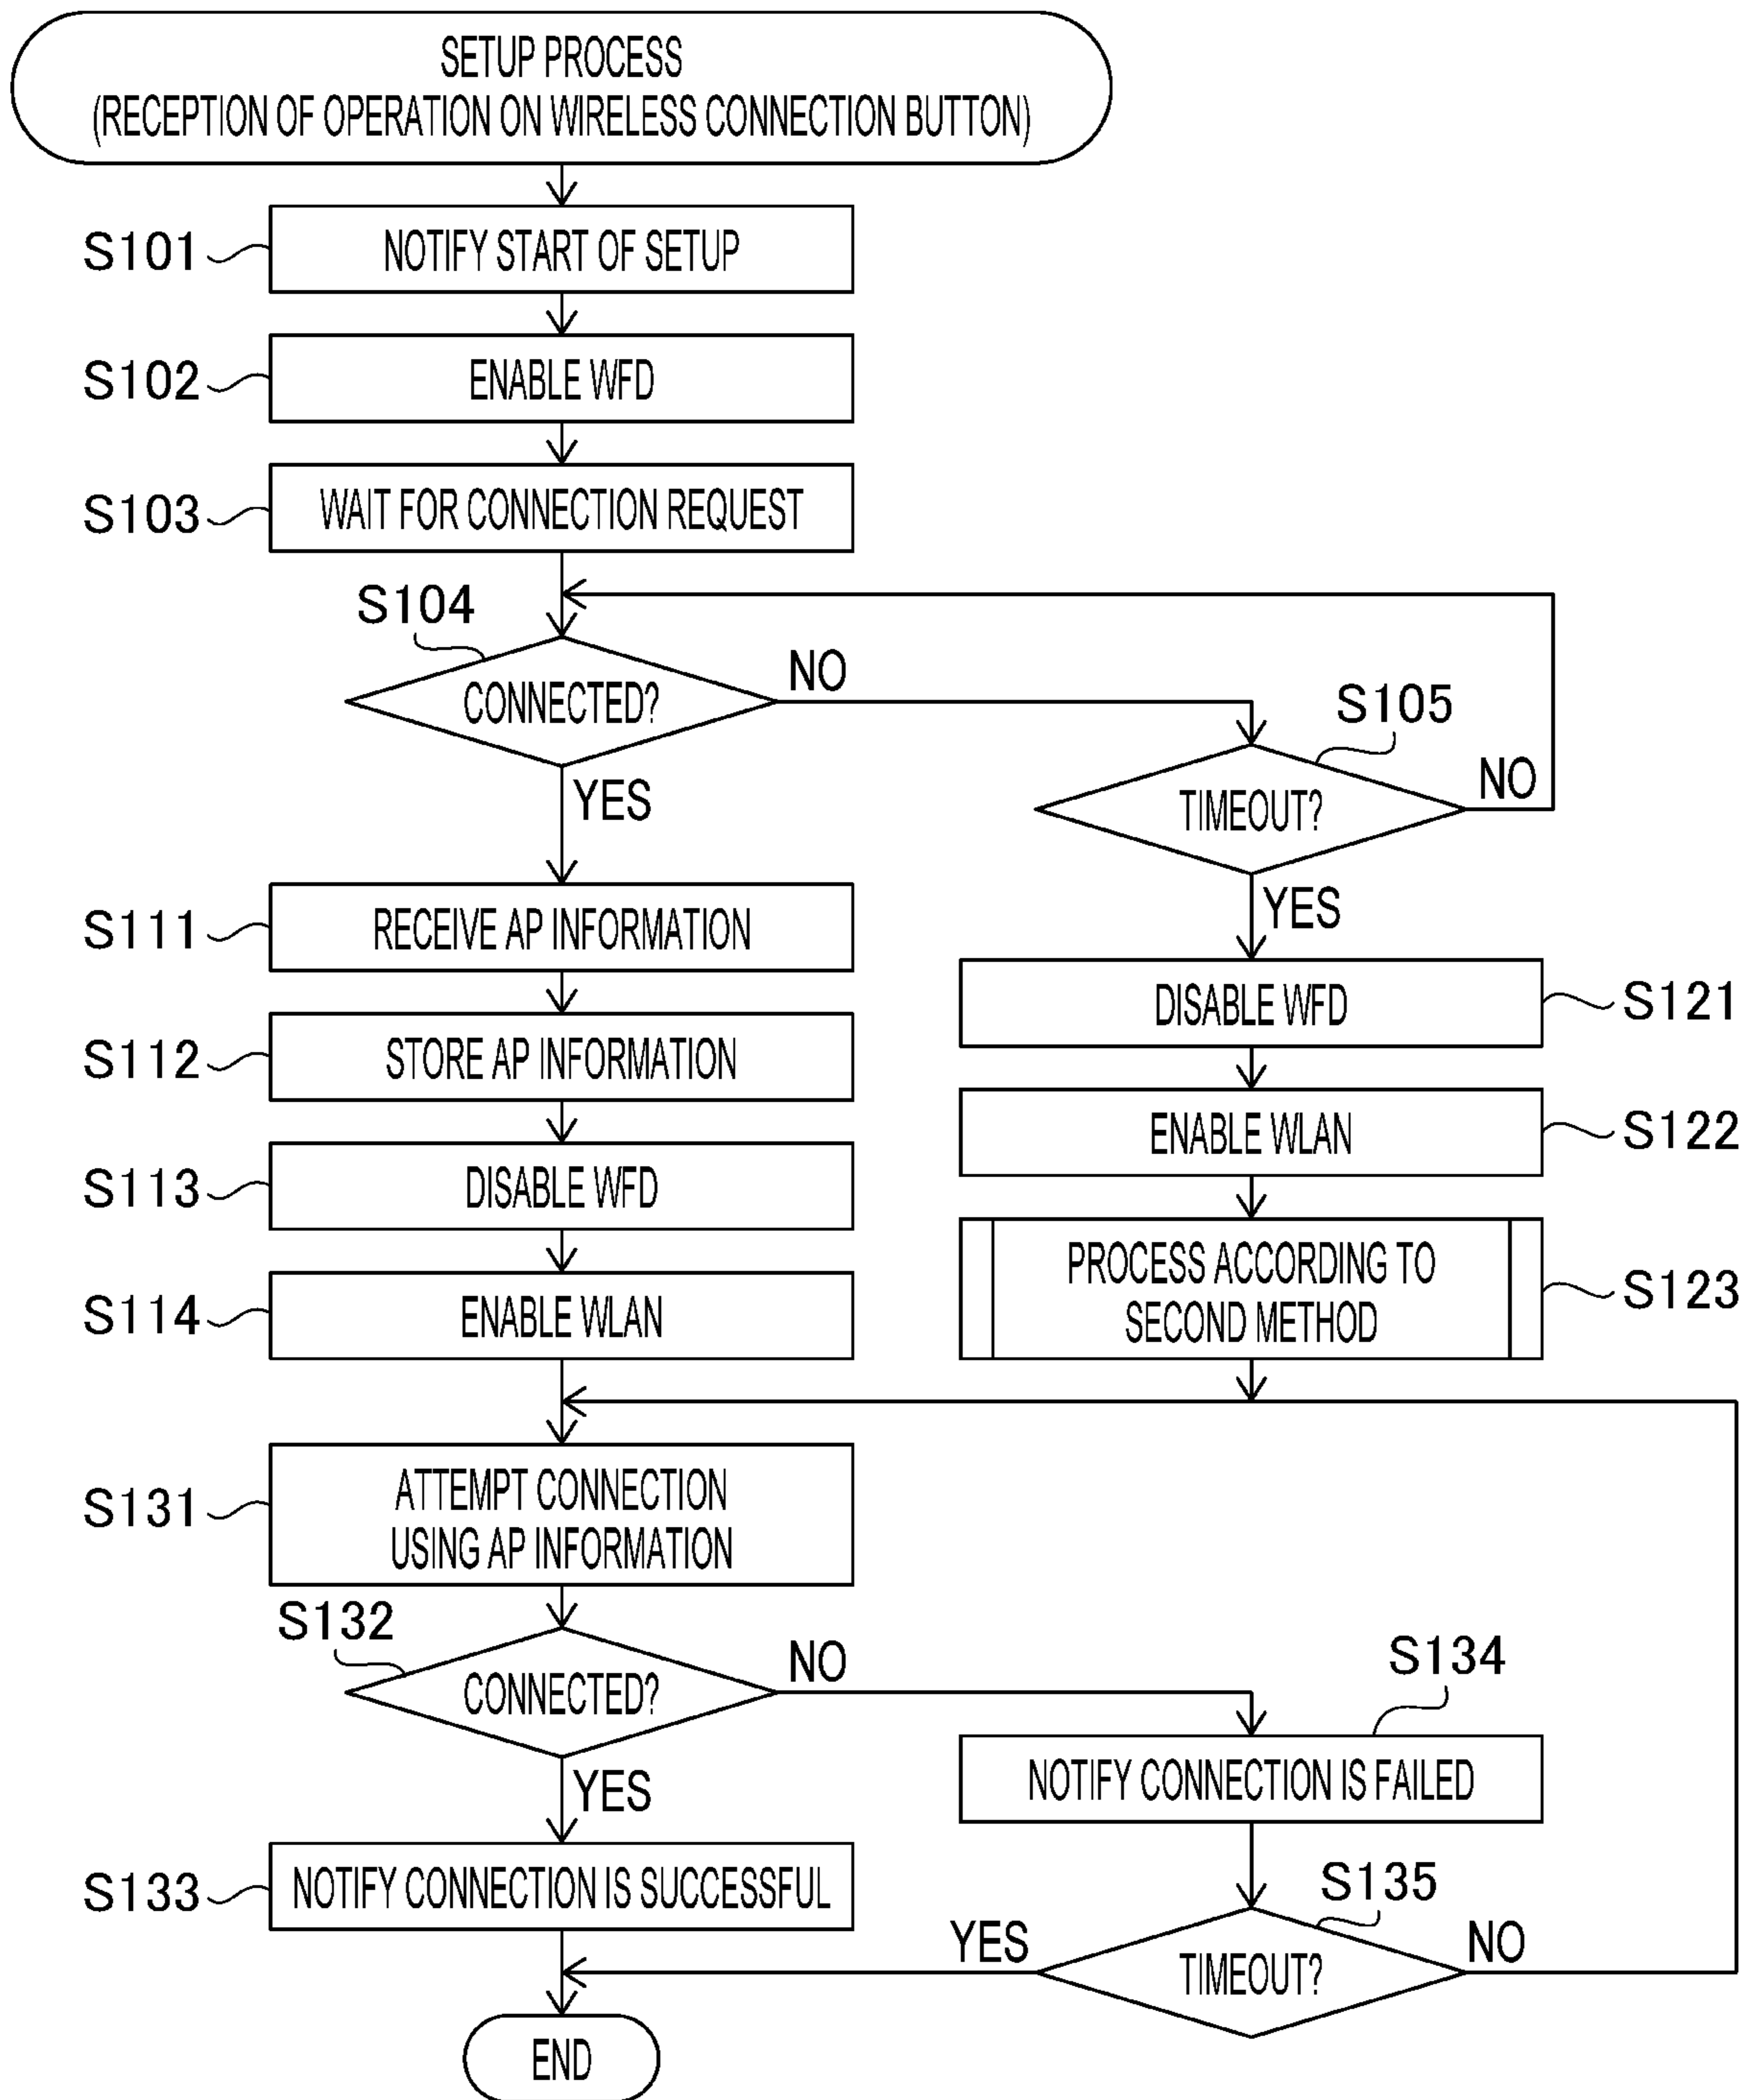 SETUP PROCESS
(RECEPTION OF OPERATION ON WIRELESS CONNECTION BUTTON)
S101
NOTIFY START OF SETUP
S102
ENABLE WFD
S103
WAIT FOR CONNECTION REQUEST
S104
CONNECTED?
NO
YES
S105
TIMEOUT?
NO
YES
S111
RECEIVE AP INFORMATION
S112
STORE AP INFORMATION
S113
DISABLE WFD
S114
ENABLE WLAN
DISABLE WFD
S121
ENABLE WLAN
S122
PROCESS ACCORDING TO
SECOND METHOD
S123
S131
ATTEMPT CONNECTION
USING AP INFORMATION
S132
CONNECTED?
NO
YES
S134
NOTIFY CONNECTION IS FAILED
S133
NOTIFY CONNECTION IS SUCCESSFUL
S135
YES
TIMEOUT?
NO
END